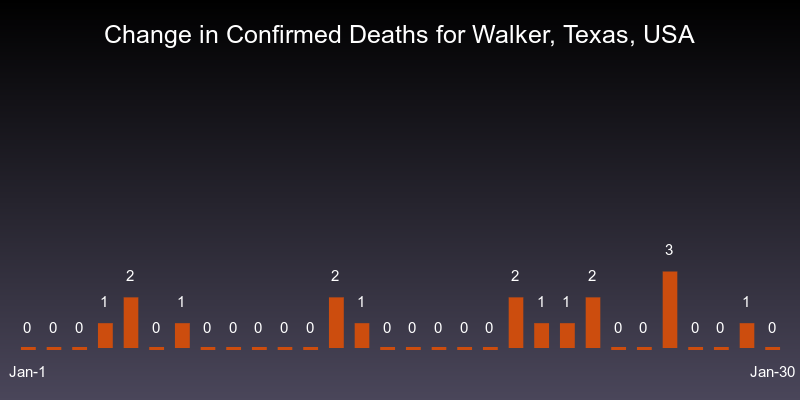 Change in Confirmed Deaths for Walker, Texas, USA
3
2 2 2 2
1 1 1 1 1 1
0 0 0 0 0 0 0 0 0 0 0 0 0 0 0 0 0 0 0
Jan-1 Jan-30